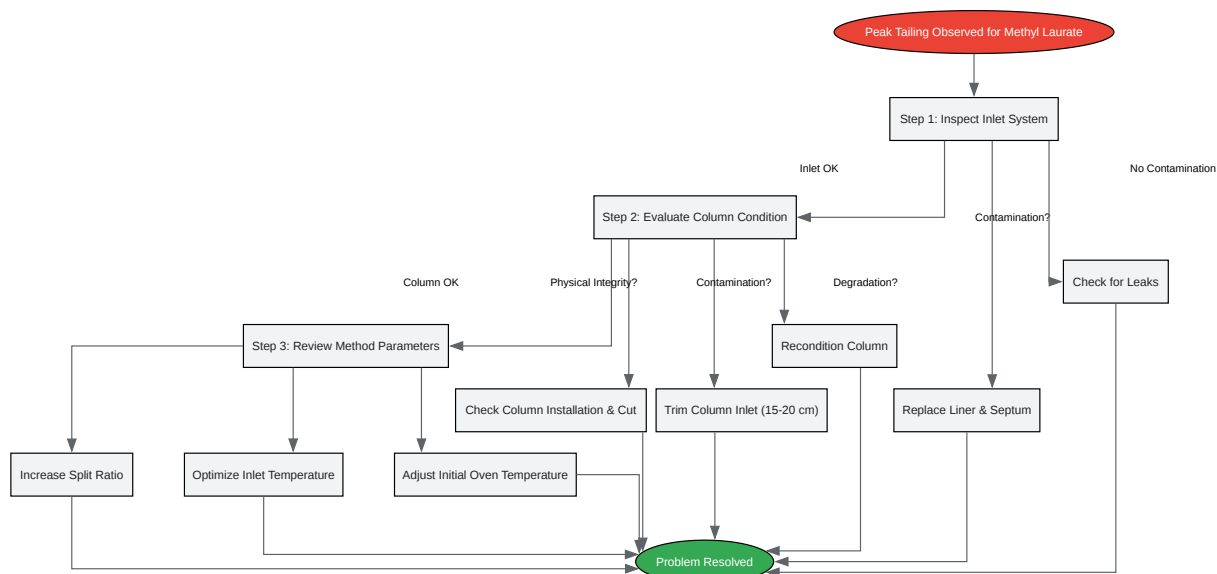 Peak Tailing Observed for Methyl Laurate
Step 1: Inspect Inlet System
Inlet OK
No Contamination
Step 2: Evaluate Column Condition
Contamination?
Column OK
Physical Integrity?
Contamination?
Degradation?
Check for Leaks
Step 3: Review Method Parameters
Recondition Column
Check Column Installation & Cut
Trim Column Inlet (15-20 cm)
Replace Liner & Septum
Increase Split Ratio
Optimize Inlet Temperature
Adjust Initial Oven Temperature
Problem Resolved